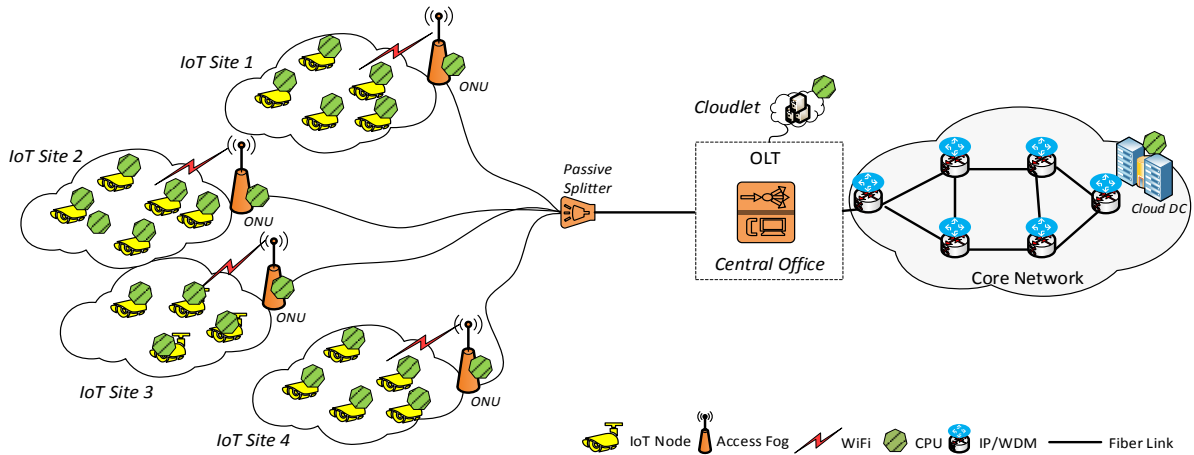 IoT Site 1
ONU
IoT Site 2
ONU
IoT Site 3
ONU
IoT Site 4
ONU
Passive
Splitter
Cloudlet
OLT
Central Office
Cloud DC
Core Network
IoT Node
Access Fog
WiFi
CPU
IP/WDM
Fiber Link